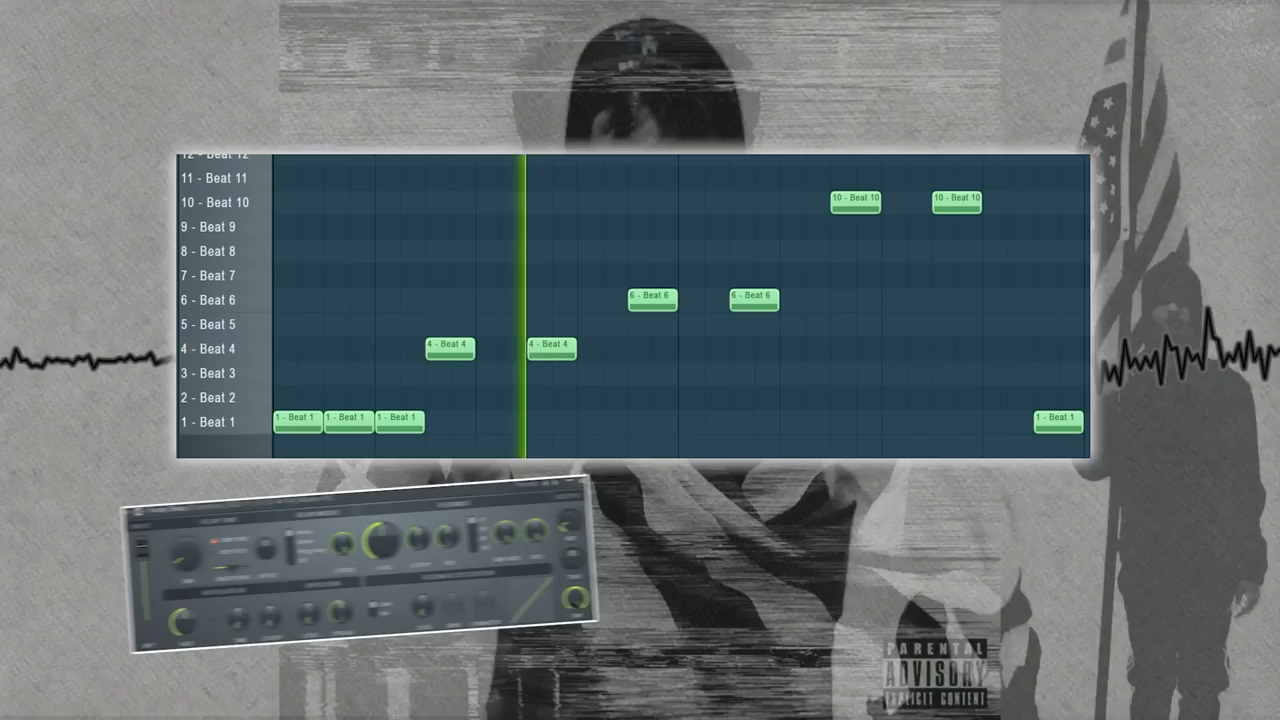 12 - Beat 12
11 - Beat 11
10 - Beat 10
10 - Beat 10
10 - Beat 10
9 - Beat 9
8 - Beat 8
7 - Beat 7
6 - Beat 6
6 - Beat 6
6 - Beat 6
5 - Beat 5
4 - Beat 4
4 - Beat 4
4 - Beat 4
3 - Beat 3
2 - Beat 2
1 - Beat 1
1 - Beat 1
1 - Beat 1
1 - Beat 1
1 - Beat 1
PARENTAL
ADVISORY
EXPLICIT CONTENT